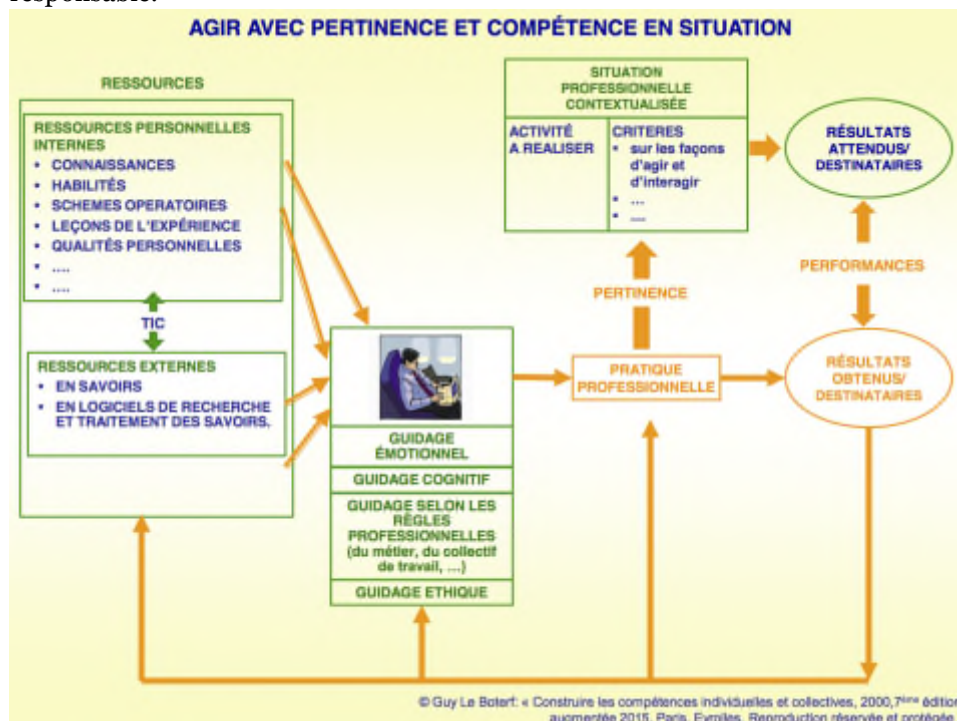 responsable.
AGIR AVEC PERTINENCE ET COMPÉTENCE EN SITUATION
RESSOURCES
RESSOURCES PERSONNELLES
INTERNES
• CONNAISSANCES
• HABILITÉS
• SCHEMES OPERATOIRES
• LEÇONS DE L'EXPÉRIENCE
• QUALITÉS PERSONNELLES
• ....
• ....
TIC
RESSOURCES EXTERNES
• EN SAVOIRS
• EN LOGICIELS DE RECHERCHE
ET TRAITEMENT DES SAVOIRS.
GUIDAGE
ÉMOTIONNEL
GUIDAGE COGNITIF
GUIDAGE SELON LES
RÈGLES
PROFESSIONNELLES
(du métier, du collectif
de travail, ...)
GUIDAGE ETHIQUE
SITUATION
PROFESSIONNELLE
CONTEXTUALISÉE
ACTIVITÉ
A REALISER
CRITERES
• sur les façons
d'agir et
d'interagir
• ...
• ....
PERTINENCE
PRATIQUE
PROFESSIONNELLE
RÉSULTATS
ATTENDUS/
DESTINATAIRES
PERFORMANCES
RÉSULTATS
OBTENUS/
DESTINATAIRES
© Guy Le Boterf: « Construire les compétences individuelles et collectives, 2000,7ème édition
augmentée 2015, Paris, Eyrolles. Reproduction réservée et protégée.